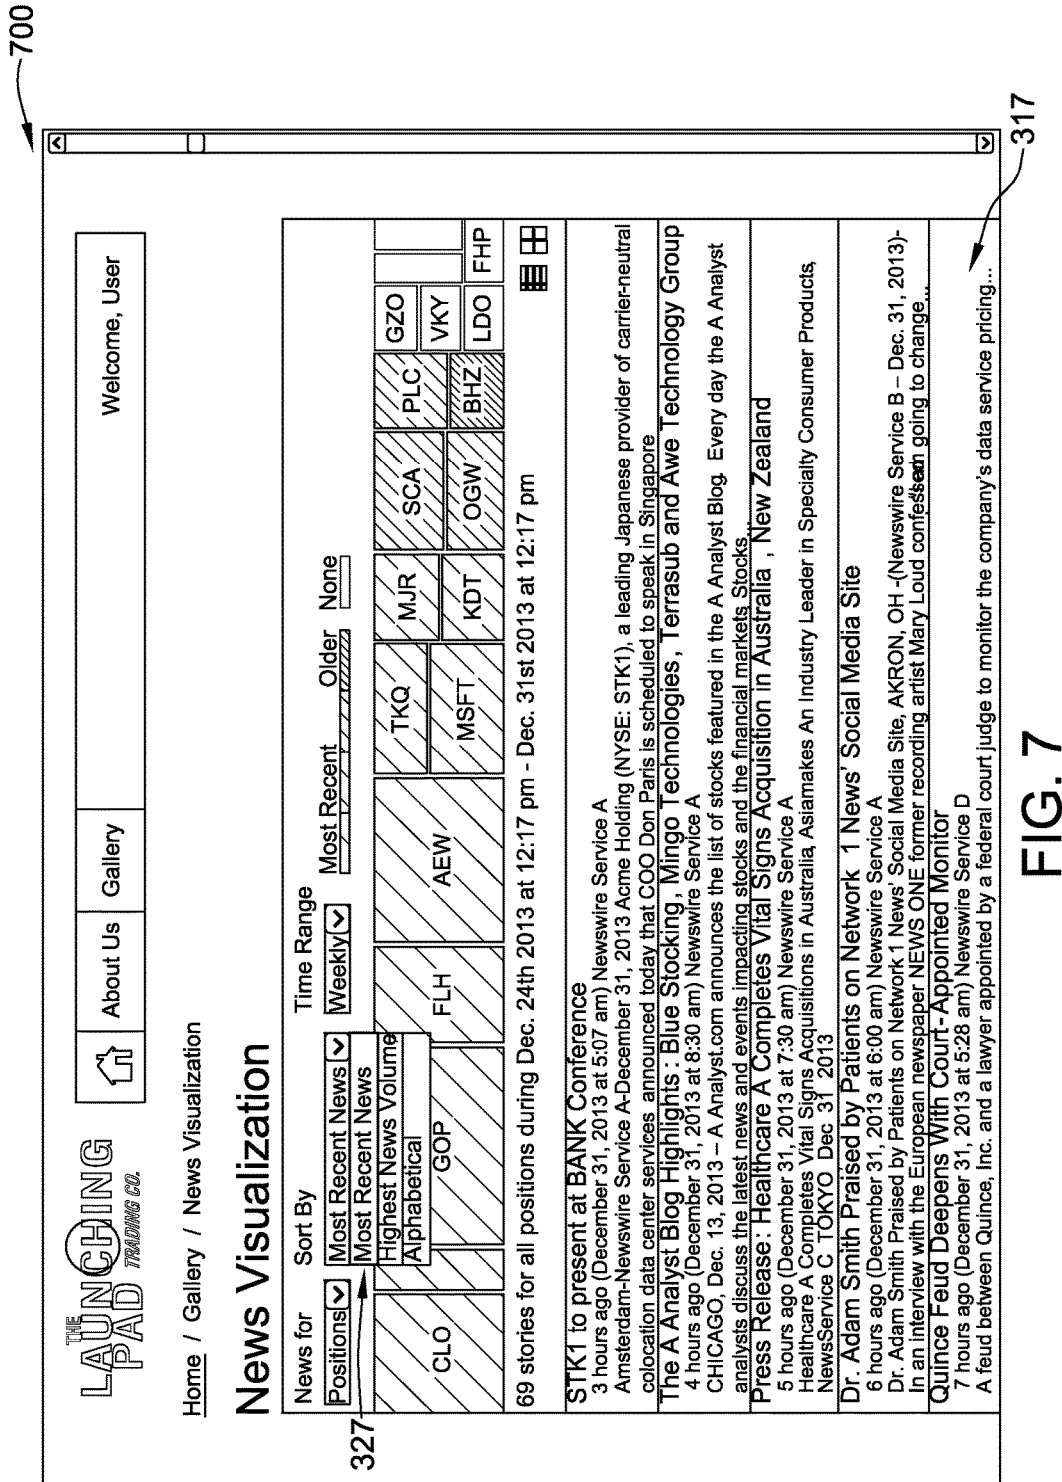 700
THE
LAUNCHING
PAD TRADING CO.
About Us
Gallery
Welcome, User
Home / Gallery / News Visualization
News Visualization
News for
Sort By
Time Range
Most Recent
Older
None
Positions
Most Recent News
Weekly
Most Recent News
Highest News Volume
Alphabetical
327
CLO
GOP
FLH
AEW
TKQ
MSFT
MJR
KDT
SCA
OGW
PLC
BHZ
GZO
VKY
LDO
FHP
69 stories for all positions during Dec. 24th 2013 at 12:17 pm - Dec. 31st 2013 at 12:17 pm
STK1 to present at BANK Conference
3 hours ago (December 31, 2013 at 5:07 am) Newswire Service A
Amsterdam-Newswire Service A-December 31, 2013 Acme Holding (NYSE: STK1), a leading Japanese provider of carrier-neutral
colocation data center services announced today that COO Don Paris is scheduled to speak in Singapore
The A Analyst Blog Highlights : Blue Stocking , Mingo Technologies , Terrasub and Awe Technology Group
4 hours ago (December 31, 2013 at 8:30 am) Newswire Service A
CHICAGO, Dec. 13, 2013 – A Analyst.com announces the list of stocks featured in the A Analyst Blog. Every day the A Analyst
analysts discuss the latest news and events impacting stocks and the financial markets Stocks...
Press Release: Healthcare A Completes Vital Signs Acquisition in Australia , New Zealand
5 hours ago (December 31, 2013 at 7:30 am) Newswire Service A
Healthcare A Completes Vital Signs Acquisitions in Australia, Asiamakes An Industry Leader in Specialty Consumer Products,
NewsService C TOKYO Dec 31 2013
Dr. Adam Smith Praised by Patients on Network 1 News' Social Media Site
6 hours ago (December 31, 2013 at 6:00 am) Newswire Service A
Dr. Adam Smith Praised by Patients on Network 1 News' Social Media Site, AKRON, OH -(Newswire Service B – Dec. 31, 2013)-
In an interview with the European newspaper NEWS ONE former recording artist Mary Loud going to change...
Quince Feud Deepens With Court-Appointed Monitor
7 hours ago (December 31, 2013 at 5:28 am) Newswire Service D
A feud between Quince, Inc. and a lawyer appointed by a federal court judge to monitor the company's data service pricing...
317
FIG. 7